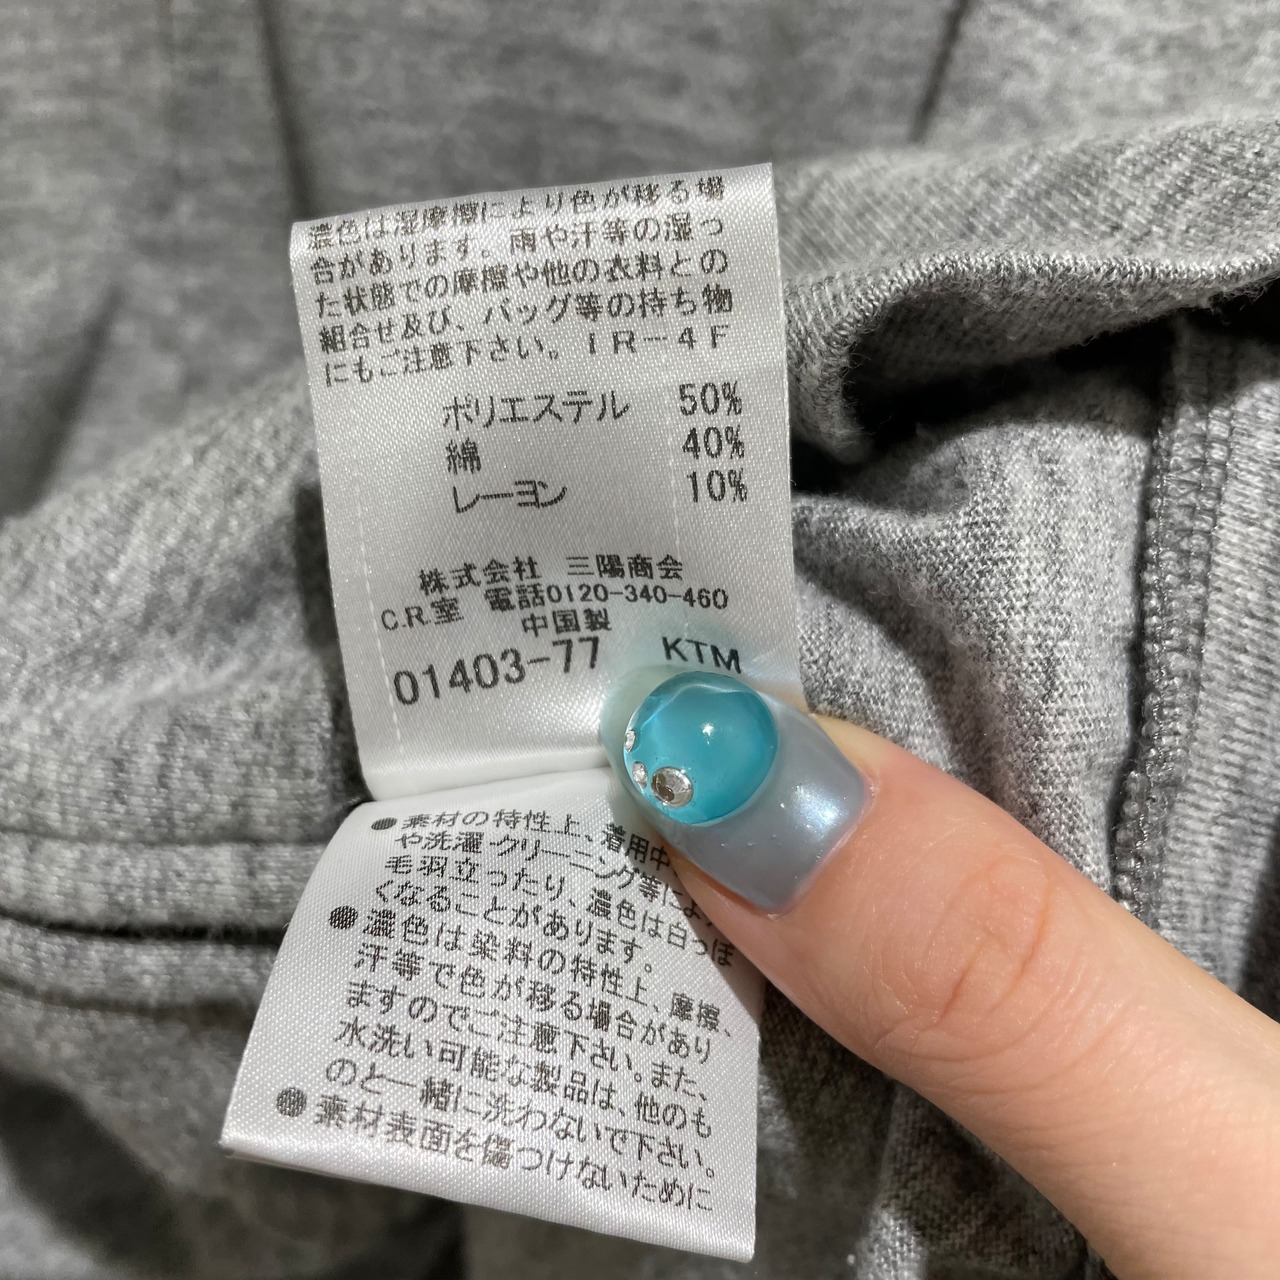 濃色は湿摩擦により色が移る場
合があります。雨や汗等の湿っ
た状態での摩擦や他の衣料との
組合せ及び、バッグ等の持ち物
にもご注意下さい。ＩＲ－４Ｆ
ポリエステル 50%
綿 40%
レーヨン 10%
株式会社 三陽商会
C.R.室 電話0120-340-460
中国製
01403-77 KTM
●素材の特性上、着用中
や洗濯・クリーニング等により
毛羽立ったり、濃色は白っぽ
くなることがあります。
●濃色は染料の特性上、摩擦、
汗等で色が移る場合があり
ますのでご注意下さい。また、
水洗い可能な製品は、他のも
のと一緒に洗わないで下さい。
●素材表面を傷つけないために